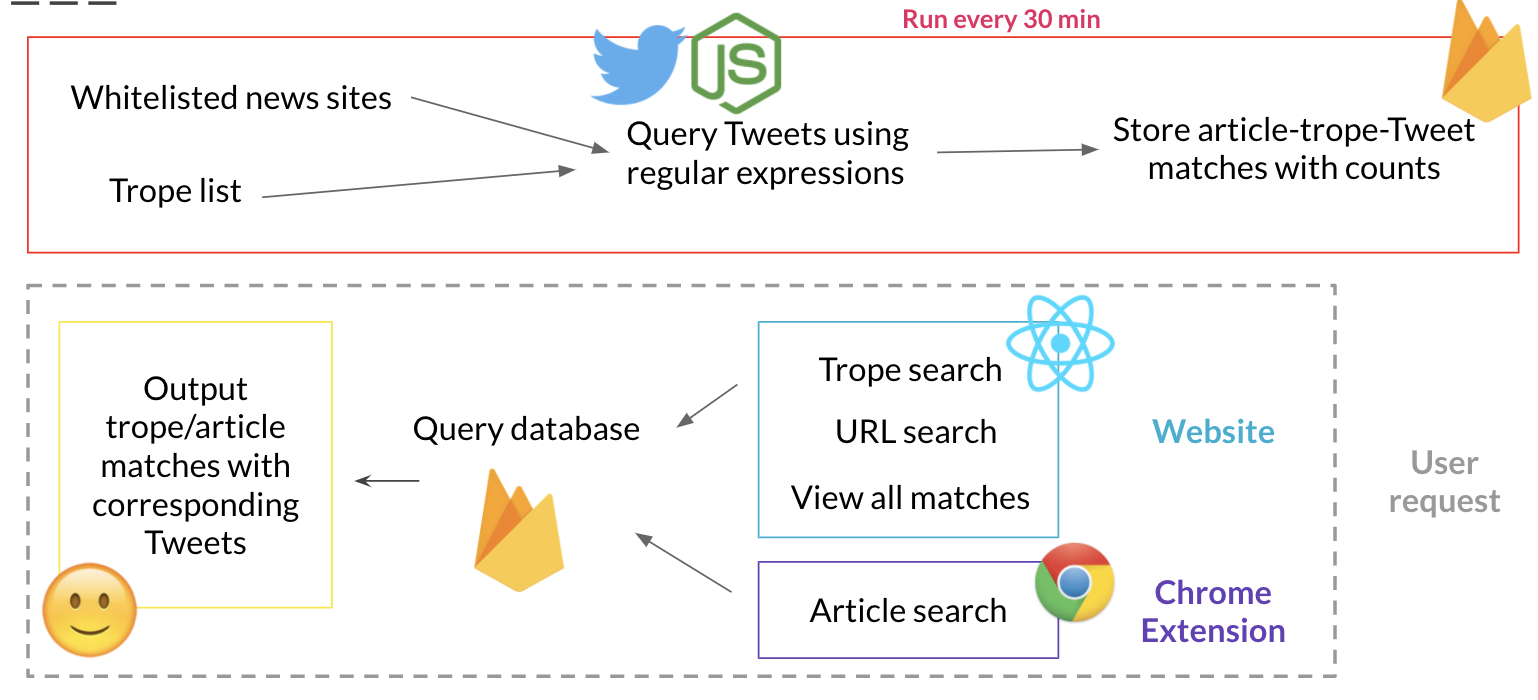 Run every 30 min
Whitelisted news sites
Trope list
JS
Query Tweets using
regular expressions
Store article-trope-Tweet
matches with counts
Output
trope/article
matches with
corresponding
Tweets
Query database
Trope search
URL search
View all matches
Website
Article search
Chrome
Extension
User
request